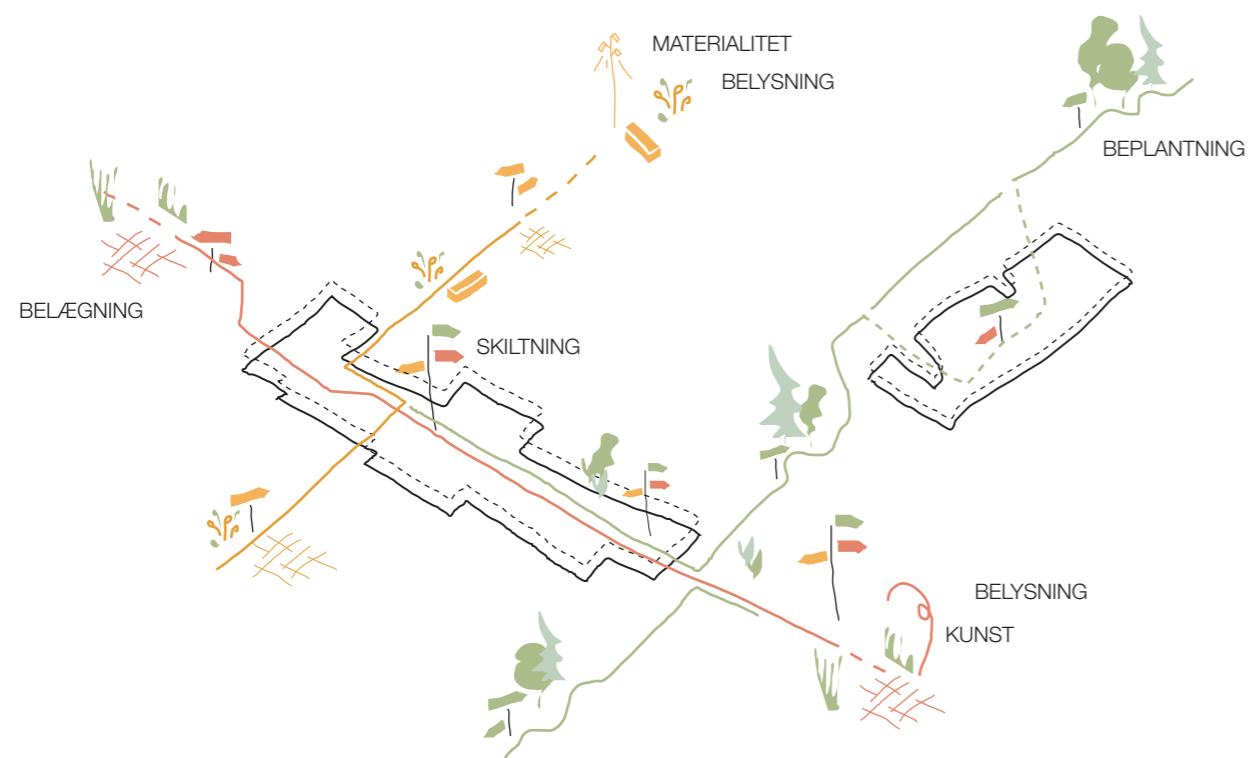 MATERIALITET
BELYSNING
BEPLANTNING
BELÆGNING
SKILTNING
BELYSNING
KUNST